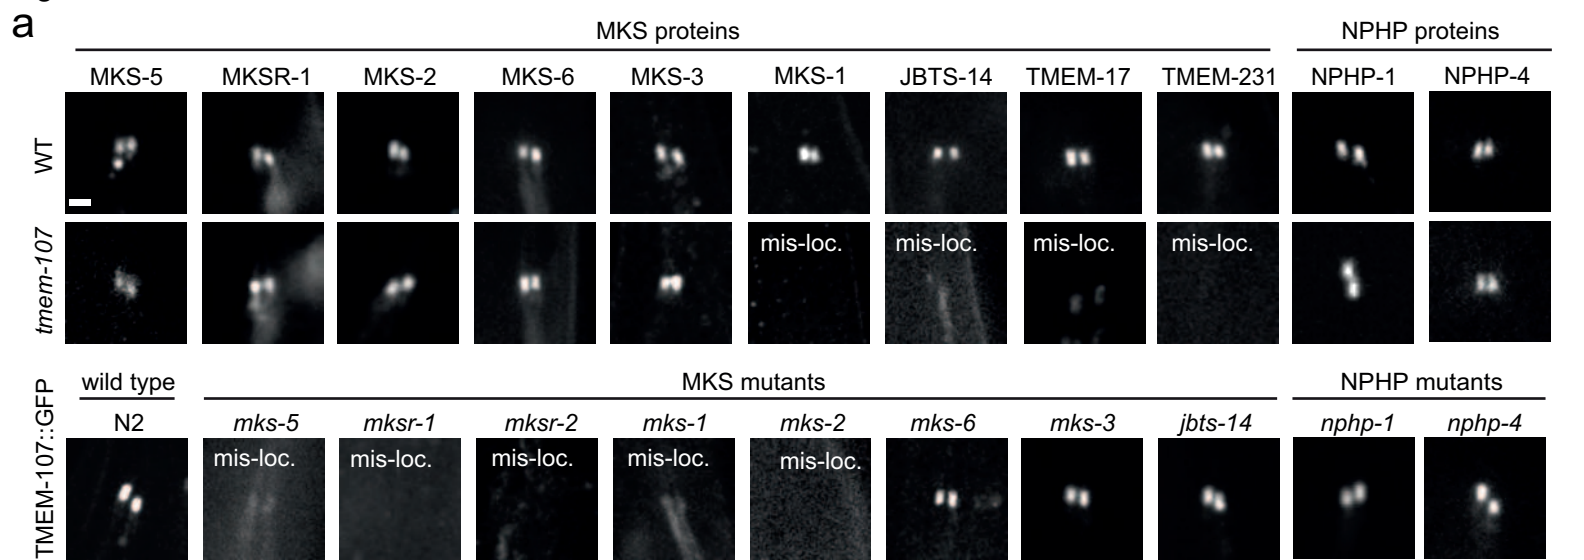 a
MKS proteins NPHP proteins
MKS-5 MKSR-1 MKS-2 MKS-6 MKS-3 MKS-1 JBTS-14 TMEM-17 TMEM-231 NPHP-1 NPHP-4
WT
tmem-107
mis-loc. mis-loc. mis-loc. mis-loc.
wild type MKS mutants NPHP mutants
N2 mks-5 mksr-1 mksr-2 mks-1 mks-2 mks-6 mks-3 jbts-14 nphp-1 nphp-4
TMEM-107::GFP
mis-loc. mis-loc. mis-loc. mis-loc. mis-loc.